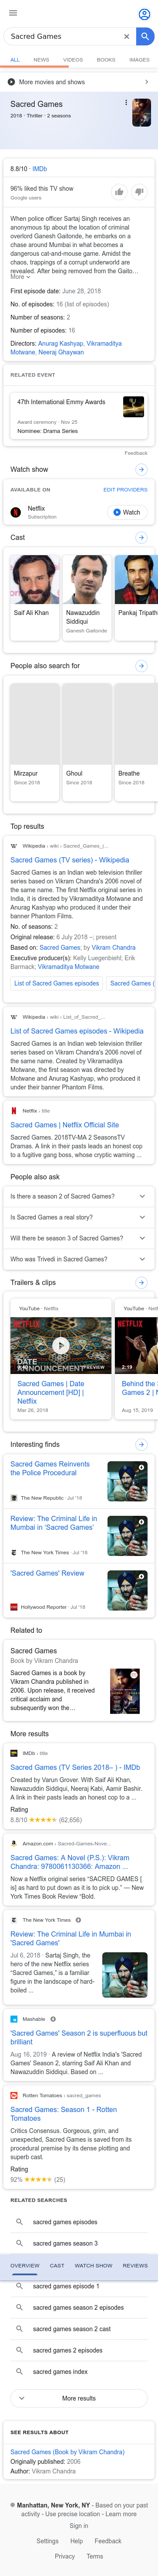 Sacred Games
ALL NEWS VIDEOS BOOKS IMAGES
More movies and shows
Sacred Games
2018 · Thriller · 2 seasons
8.8/10 · IMDb
96% liked this TV show
Google users
When police officer Sartaj Singh receives an
anonymous tip about the location of criminal
overlord Ganesh Gaitonde, he embarks on a
chase around Mumbai in what becomes a
dangerous cat-and-mouse game. Amidst the
chaos, trappings of a corrupt underworld are
revealed. After being removed from the Gaito...
More
First episode date: June 28, 2018
No. of episodes: 16 (list of episodes)
Number of seasons: 2
Number of episodes: 16
Directors: Anurag Kashyap, Vikramaditya
Motwane, Neeraj Ghaywan
RELATED EVENT
47th International Emmy Awards
Award ceremony · Nov 25
Nominee: Drama Series
Feedback
Watch show
AVAILABLE ON EDIT PROVIDERS
Netflix
Subscription
Watch
Cast
Saif Ali Khan
Nawazuddin
Siddiqui
Ganesh Gaitonde
Pankaj Tripath
People also search for
Mirzapur
Since 2018
Ghoul
Since 2018
Breathe
Since 2018
Top results
Wikipedia › wiki › Sacred_Games_(...
Sacred Games (TV series) - Wikipedia
Sacred Games is an Indian web television thriller
series based on Vikram Chandra's 2006 novel of
the same name. The first Netflix original series in
India, it is directed by Vikramaditya Motwane and
Anurag Kashyap who produced it under their
banner Phantom Films.
No. of seasons: 2
Original release: 6 July 2018 –; present
Based on: Sacred Games; by Vikram Chandra
Executive producer(s): Kelly Luegenbiehl; Erik
Barmack; Vikramaditya Motwane
List of Sacred Games episodes Sacred Games (
Wikipedia › wiki › List_of_Sacred_...
List of Sacred Games episodes - Wikipedia
Sacred Games is an Indian web television thriller
series based on Vikram Chandra's 2006 novel of
the same name. Created by Vikramaditya
Motwane, the show is directed by Motwane and
Anurag Kashyap, who produced it
under their banner Phantom Films.
Netflix › title
Sacred Games | Netflix Official Site
Sacred Games. 2018TV-MA 2 SeasonsTV
Dramas. A link in their pasts leads an honest cop
to a fugitive gang boss, whose cryptic warning ...
People also ask
Is there a season 2 of Sacred Games?
Is Sacred Games a real story?
Will there be season 3 of Sacred Games?
Who was Trivedi in Sacred Games?
Trailers & clips
YouTube · Netflix
NETFLIX
DATE
ANNOUNCEMENT
PREVIEW
Sacred Games | Date
Announcement [HD] |
Netflix
Mar 26, 2018
YouTube · Netf
NETFLIX
2:19
Behind the
Games 2 | N
Aug 15, 2019
Interesting finds
Sacred Games Reinvents
the Police Procedural
The New Republic · Jul '18
Review: The Criminal Life in
Mumbai in 'Sacred Games'
The New York Times · Jul '18
'Sacred Games' Review
Hollywood Reporter · Jul '18
Related to
Sacred Games
Book by Vikram Chandra
Sacred Games is a book by
Vikram Chandra published in
2006. Upon release, it received
critical acclaim and
subsequently won the...
More results
IMDb › title
Sacred Games (TV Series 2018– ) - IMDb
Created by Varun Grover. With Saif Ali Khan,
Nawazuddin Siddiqui, Neeraj Kabi, Aamir Bashir.
A link in their pasts leads an honest cop to a ...
Rating
8.8/10 (62,656)
Amazon.com › Sacred-Games-Nove...
Sacred Games: A Novel (P.S.): Vikram
Chandra: 9780061130366: Amazon ...
Now a Netflix original series “SACRED GAMES [
is] as hard to put down as it is to pick up.” — New
York Times Book Review “Bold,
The New York Times
Review: The Criminal Life in Mumbai in
'Sacred Games'
Jul 6, 2018 · Sartaj Singh, the
hero of the new Netflix series
“Sacred Games,” is a familiar
figure in the landscape of hard-
boiled ...
Mashable
'Sacred Games' Season 2 is superfluous but
brilliant
Aug 16, 2019 · A review of Netflix India's 'Sacred
Games' Season 2, starring Saif Ali Khan and
Nawazuddin Siddiqui. Based on ...
Rotten Tomatoes › sacred_games
Sacred Games: Season 1 - Rotten
Tomatoes
Critics Consensus. Gorgeous, grim, and
unexpected, Sacred Games is saved from its
procedural premise by its deep plotting and
superb cast.
Rating
92% (25)
RELATED SEARCHES
sacred games episodes
sacred games season 3
OVERVIEW CAST WATCH SHOW REVIEWS
sacred games episode 1
sacred games season 2 episodes
sacred games season 2 cast
sacred games 2 episodes
sacred games index
More results
SEE RESULTS ABOUT
Sacred Games (Book by Vikram Chandra)
Originally published: 2006
Author: Vikram Chandra
Manhattan, New York, NY - Based on your past
activity - Use precise location - Learn more
Sign in
Settings Help Feedback
Privacy Terms